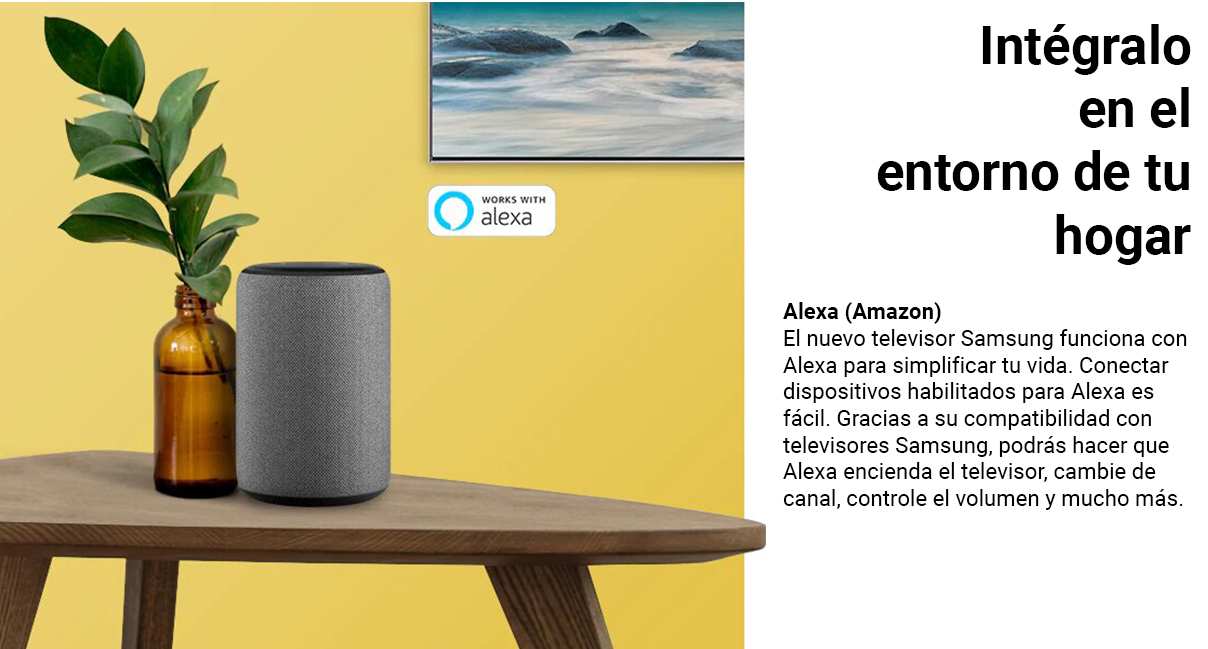 Intégralo
en el
entorno de tu
hogar
WORKS WITH
alexa
Alexa (Amazon)
El nuevo televisor Samsung funciona con
Alexa para simplificar tu vida. Conectar
dispositivos habilitados para Alexa es
fácil. Gracias a su compatibilidad con
televisores Samsung, podrás hacer que
Alexa encienda el televisor, cambie de
canal, controle el volumen y mucho más.